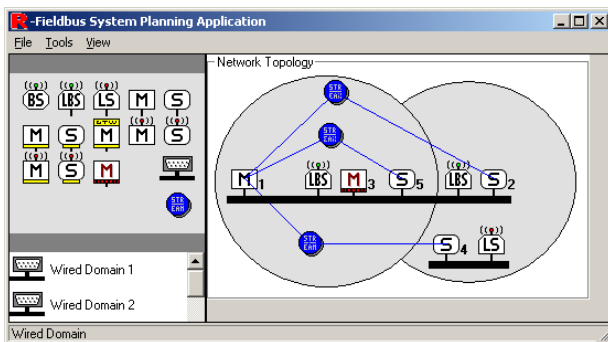 R -Fieldbus System Planning Application
File Tools View
Network Topology
BS LBS LS M S
M S M M S
M S M
STR EAM
STR EAM
STR EAM
M 1 LBS M 3 S 5 LBS S 2
STR EAM
S 4 LS
Wired Domain 1
Wired Domain 2
Wired Domain